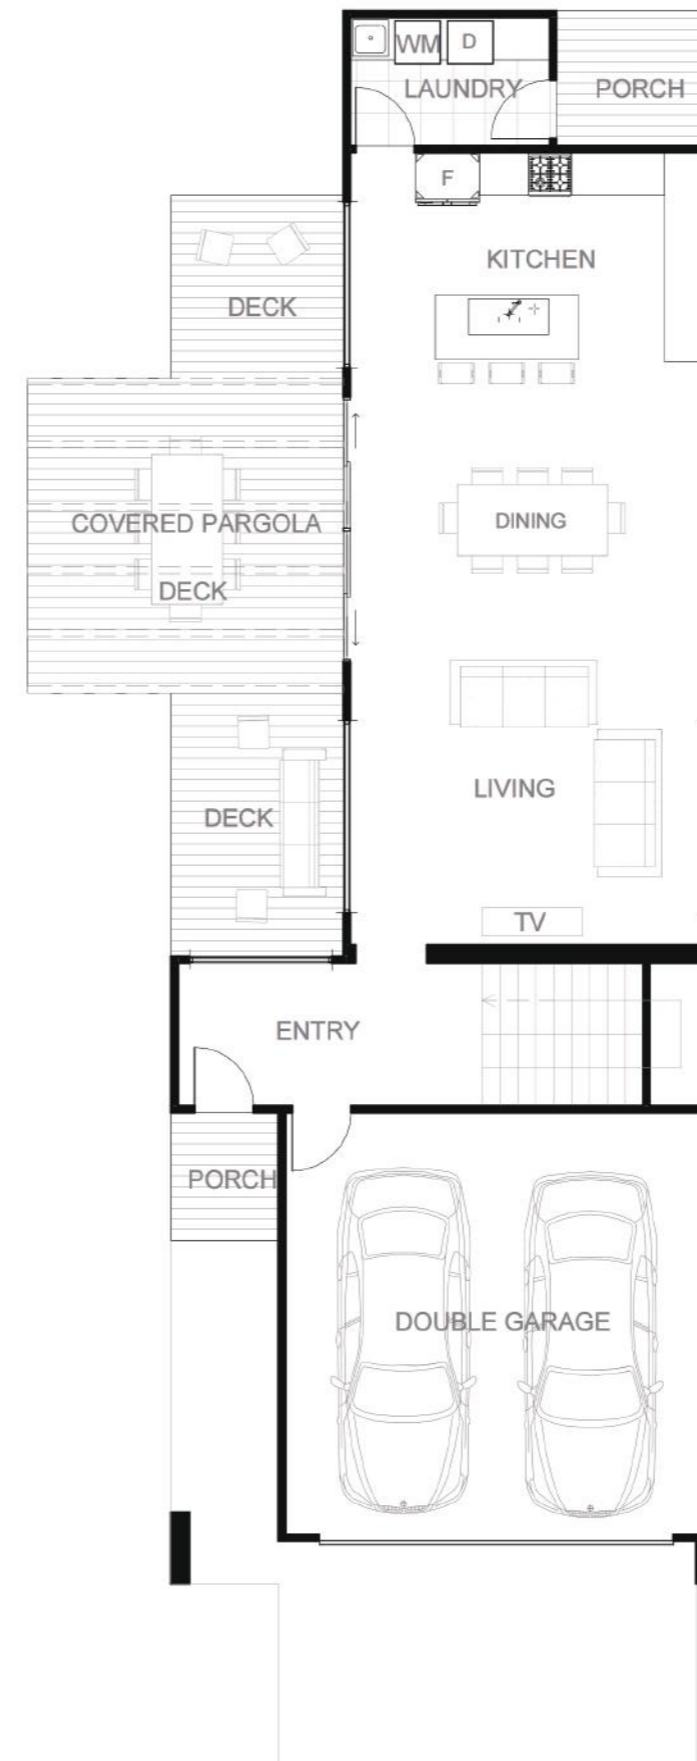 WM D
LAUNDRY
PORCH
F
KITCHEN
DECK
COVERED PARGOLA
DECK
DINING
LIVING
DECK
TV
ENTRY
PORCH
DOUBLE GARAGE